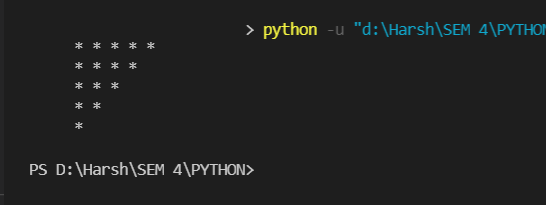 > python -u "d:\Harsh\SEM 4\PYTHON
* * * * *
* * * *
* * *
* *
*
PS D:\Harsh\SEM 4\PYTHON>